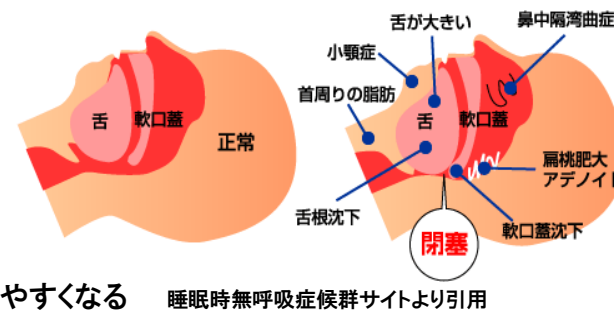 舌
軟口蓋
正常
舌が大きい
鼻中隔湾曲症
小顎症
首周りの脂肪
舌
軟口蓋
扁桃肥大
アデノイド
舌根沈下
軟口蓋沈下
閉塞
やすくなる
睡眠時無呼吸症候群サイトより引用